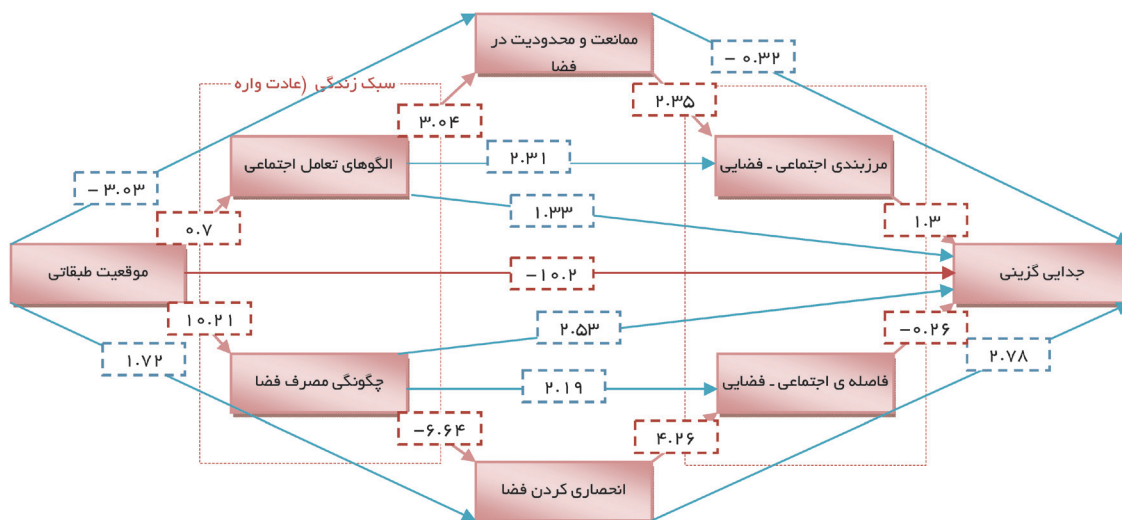 ممانعت و محدودیت در
فضا
- ۰.۳۲
سبک زندگی (عادت واره
۳.۰۴
۲.۳۵
الگوهای تعامل اجتماعی
۲.۳۱
مرزبندی اجتماعی ـ فضایی
- ۳.۰۳
۰.۷
۱.۳۳
۱.۳
موقعیت طبقاتی
-۱۰.۲
جدایی گزینی
۱۰.۲۱
۲.۵۳
-۰.۲۶
۱.۷۲
۲.۷۸
چگونگی مصرف فضا
۲.۱۹
فاصله ی اجتماعی ـ فضایی
-۶.۶۴
۴.۲۶
انحصاری کردن فضا